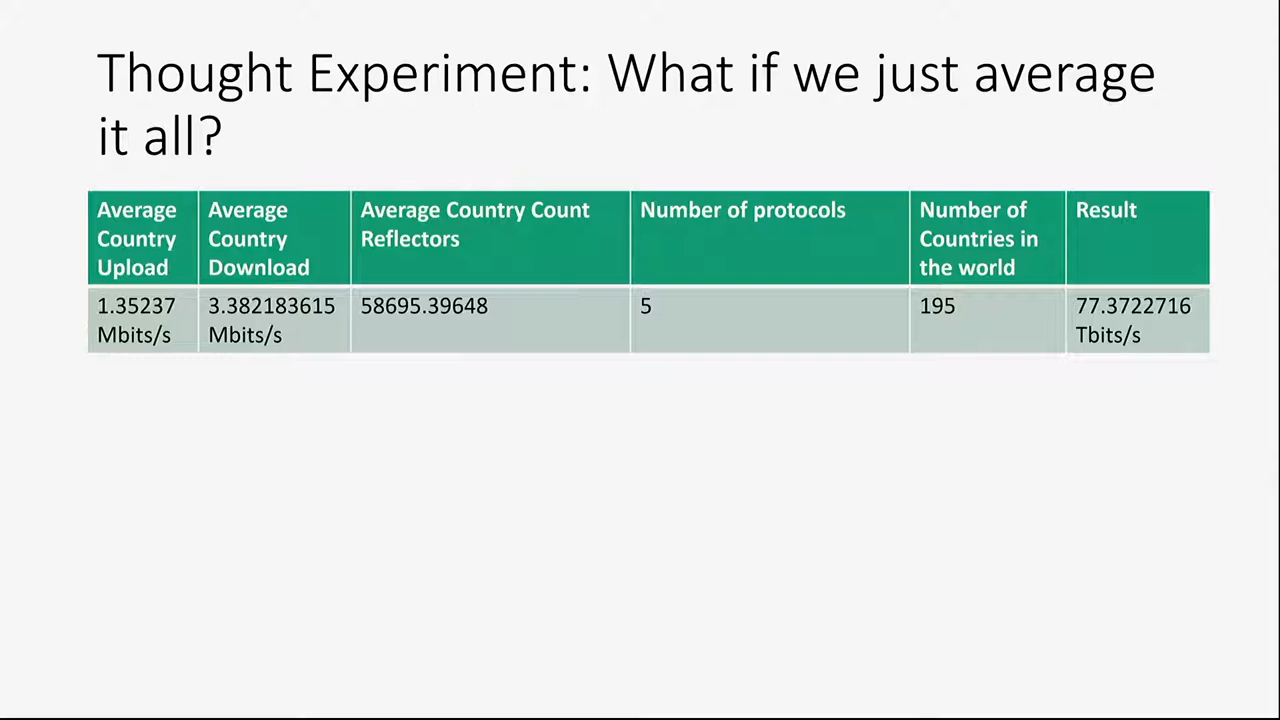 Thought Experiment: What if we just average
it all?
Average
Country
Upload
Average
Country
Download
Average Country Count
Reflectors
Number of protocols
Number of
Countries in
the world
Result
1.35237
Mbits/s
3.382183615
Mbits/s
58695.39648
5
195
77.3722716
Tbits/s